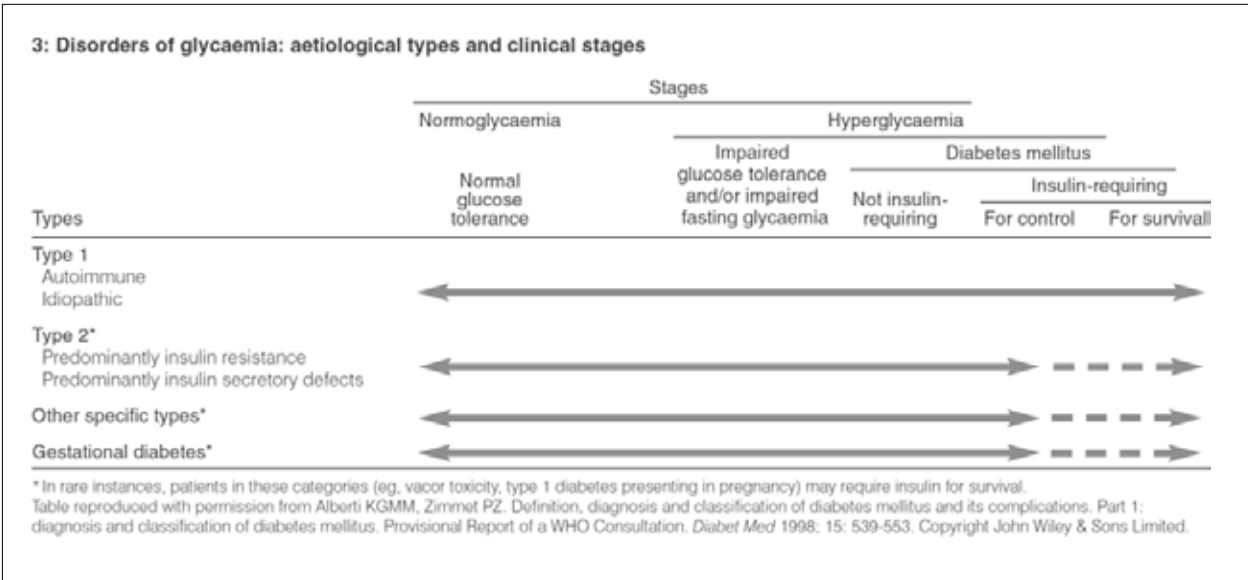 3: Disorders of glycaemia: aetiological types and clinical stages
Stages
Normoglycaemia Hyperglycaemia
Impaired
glucose tolerance
and/or impaired
fasting glycaemia
Diabetes mellitus
Normal
glucose
tolerance
Not insulin-
requiring
Insulin-requiring
Types
For control For survival
Type 1
Autoimmune
Idiopathic
Type 2*
Predominantly insulin resistance
Predominantly insulin secretory defects
Other specific types*
Gestational diabetes*
* In rare instances, patients in these categories (eg, vacor toxicity, type 1 diabetes presenting in pregnancy) may require insulin for survival.
Table reproduced with permission from Alberti KGMM, Zimmet PZ. Definition, diagnosis and classification of diabetes mellitus and its complications. Part 1:
diagnosis and classification of diabetes mellitus. Provisional Report of a WHO Consultation. Diabet Med 1998; 15: 539-553. Copyright John Wiley & Sons Limited.